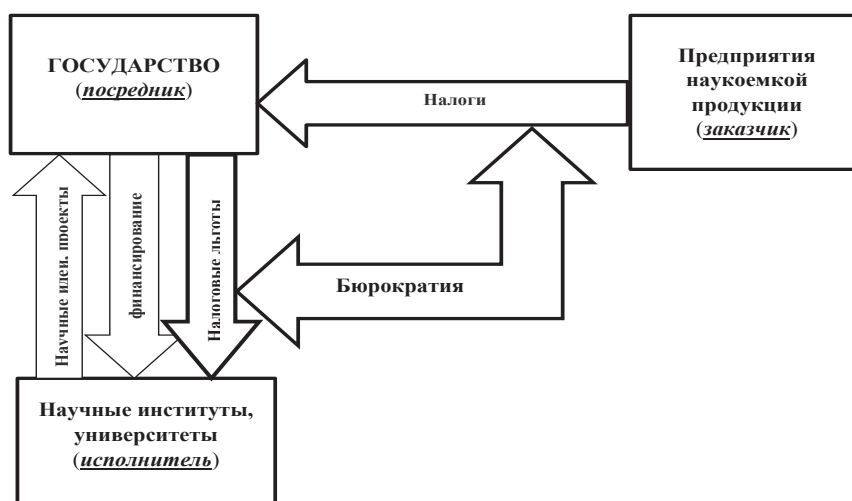 ГОСУДАРСТВО
(посредник)
Предприятия
наукоемкой
продукции
(заказчик)
Налоги
Научные идеи. проекты
финансирование
Налоговые льготы
Бюрократия
Научные институты,
университеты
(исполнитель)